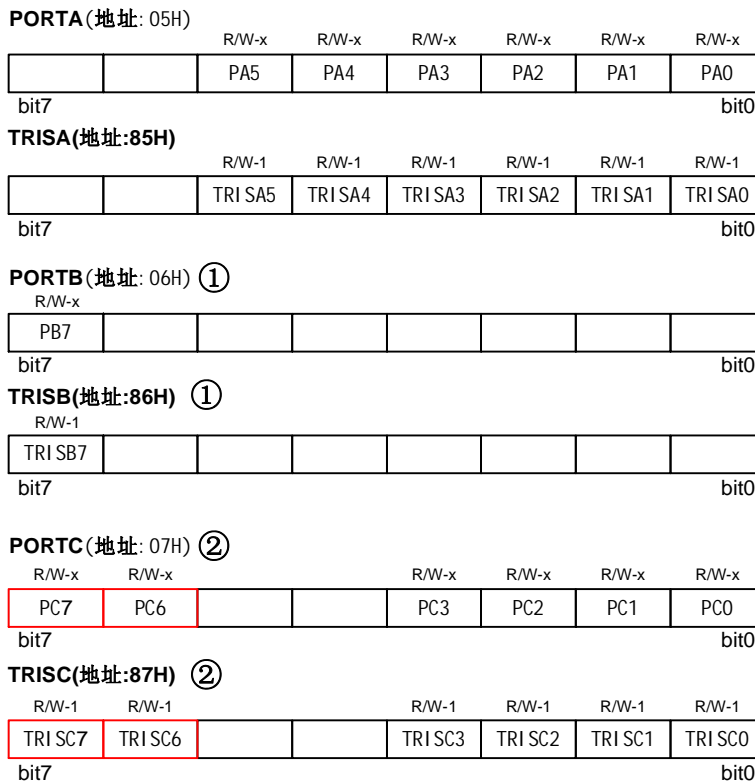 PORTA(地址: 05H)
R/W-x R/W-x R/W-x R/W-x R/W-x R/W-x
PA5 PA4 PA3 PA2 PA1 PA0
bit7 bit0
TRISA(地址:85H)
R/W-1 R/W-1 R/W-1 R/W-1 R/W-1 R/W-1
TRISA5 TRISA4 TRISA3 TRISA2 TRISA1 TRISA0
bit7 bit0
PORTB(地址: 06H) ①
R/W-x
PB7
bit7 bit0
TRISB(地址:86H) ①
R/W-1
TRISB7
bit7 bit0
PORTC(地址: 07H) ②
R/W-x R/W-x R/W-x R/W-x R/W-x R/W-x
PC7 PC6 PC3 PC2 PC1 PC0
bit7 bit0
TRISC(地址:87H) ②
R/W-1 R/W-1 R/W-1 R/W-1 R/W-1 R/W-1
TRISC7 TRISC6 TRISC3 TRISC2 TRISC1 TRISC0
bit7 bit0